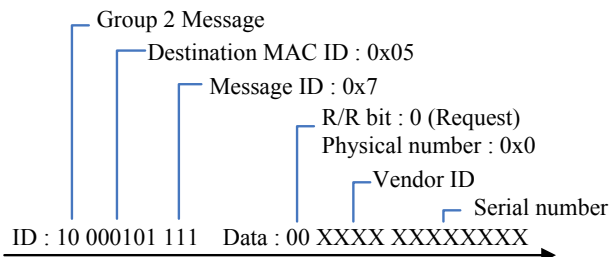 Group 2 Message
Destination MAC ID : 0x05
Message ID : 0x7
R/R bit : 0 (Request)
Physical number : 0x0
Vendor ID
Serial number
ID : 10 000101 111 Data : 00 XXXX XXXXXXXX